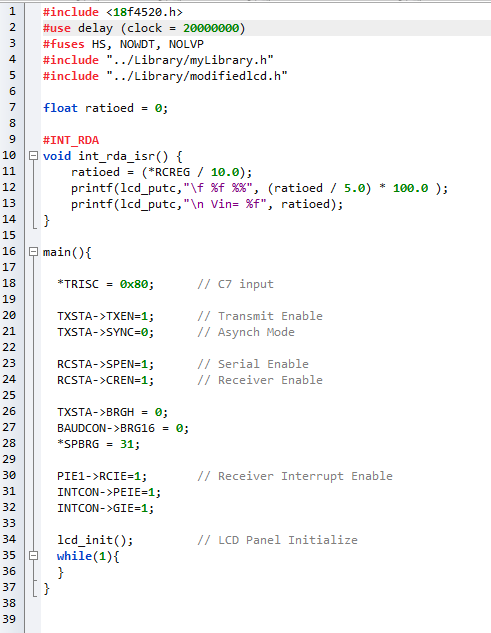 1 #include <18f4520.h>
2 #use delay (clock = 20000000)
3 #fuses HS, NOWDT, NOLVP
4 #include "../Library/myLibrary.h"
5 #include "../Library/modifiedlcd.h"
6
7 float ratioed = 0;
8
9 #INT_RDA
10 void int_rda_isr() {
11     ratioed = (*RCREG / 10.0);
12     printf(lcd_putc,"\f %f %%", (ratioed / 5.0) * 100.0 );
13     printf(lcd_putc,"\n Vin= %f", ratioed);
14 }
15
16 main(){
17
18   *TRISC = 0x80;      // C7 input
19
20   TXSTA->TXEN=1;      // Transmit Enable
21   TXSTA->SYNC=0;      // Asynch Mode
22
23   RCSTA->SPEN=1;      // Serial Enable
24   RCSTA->CREN=1;      // Receiver Enable
25
26   TXSTA->BRGH = 0;
27   BAUDCON->BRG16 = 0;
28   *SPBRG = 31;
29
30   PIE1->RCIE=1;       // Receiver Interrupt Enable
31   INTCON->PEIE=1;
32   INTCON->GIE=1;
33
34   lcd_init();         // LCD Panel Initialize
35   while(1){
36   }
37 }
38
39